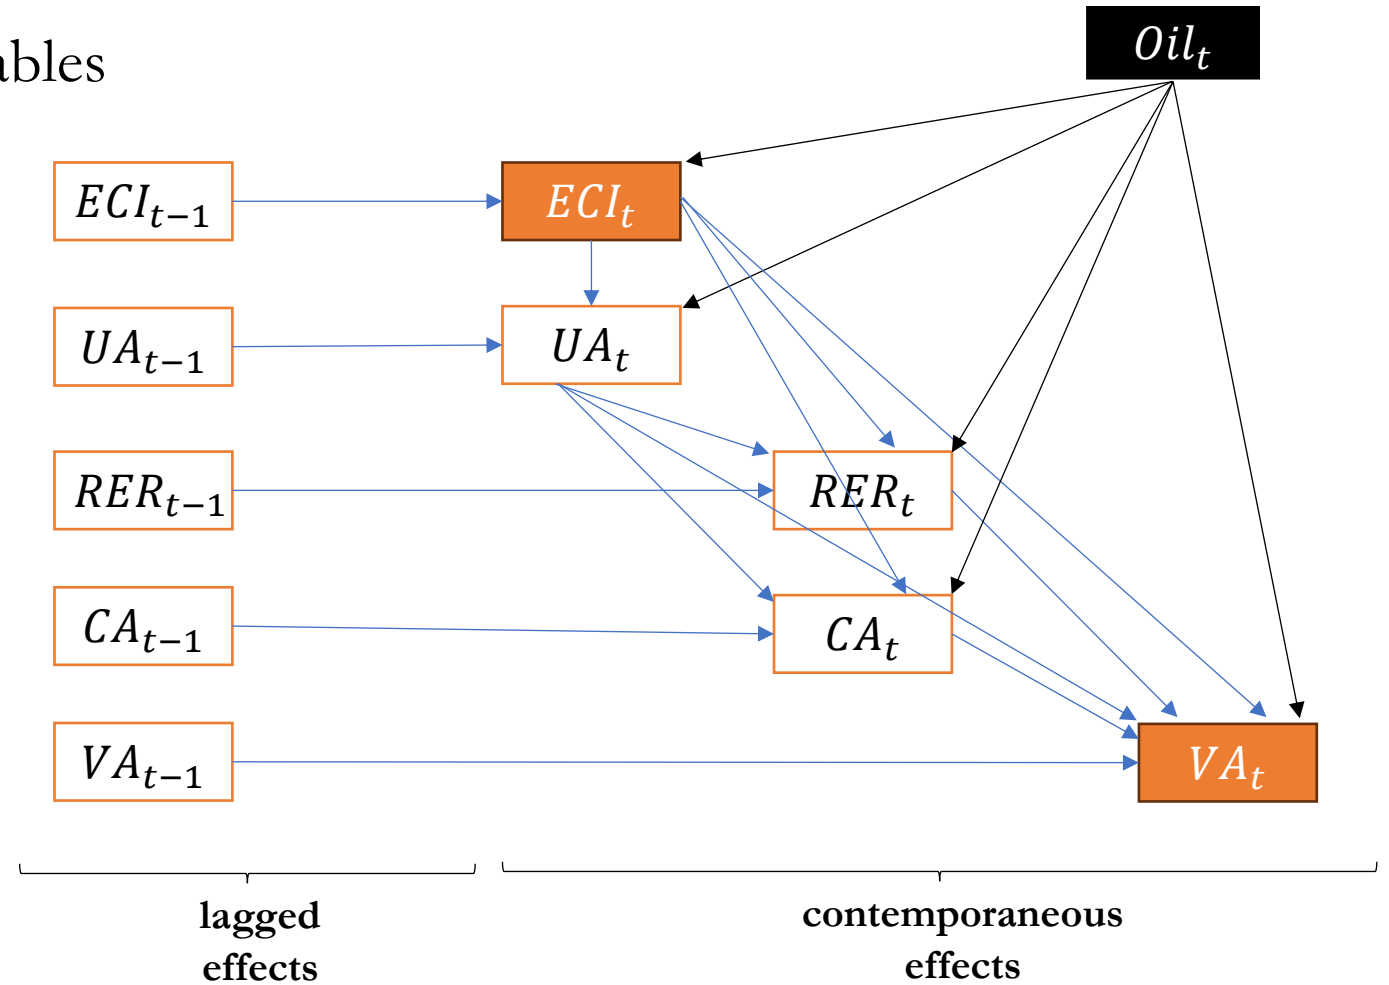 ables
Oil_t
ECI_{t−1}
ECI_t
UA_{t−1}
UA_t
RER_{t−1}
RER_t
CA_{t−1}
CA_t
VA_{t−1}
VA_t
lagged
effects
contemporaneous
effects